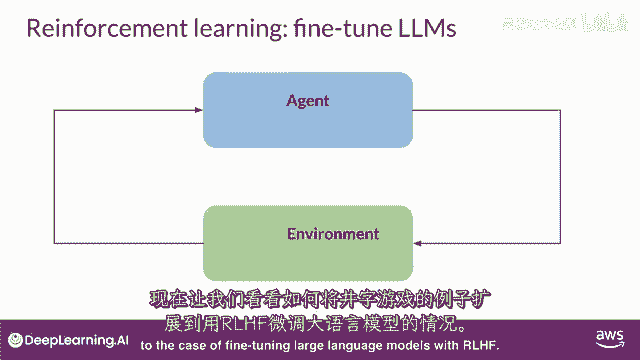 Reinforcement learning: fine-tune LLMs
Agent
Environment
现在让我们看看如何将井字游戏的例子扩
展到用RLHF微调大语言模型的情况。
to the case of fine-tuning large language models with RLHF.
DeepLearning.AI
aws